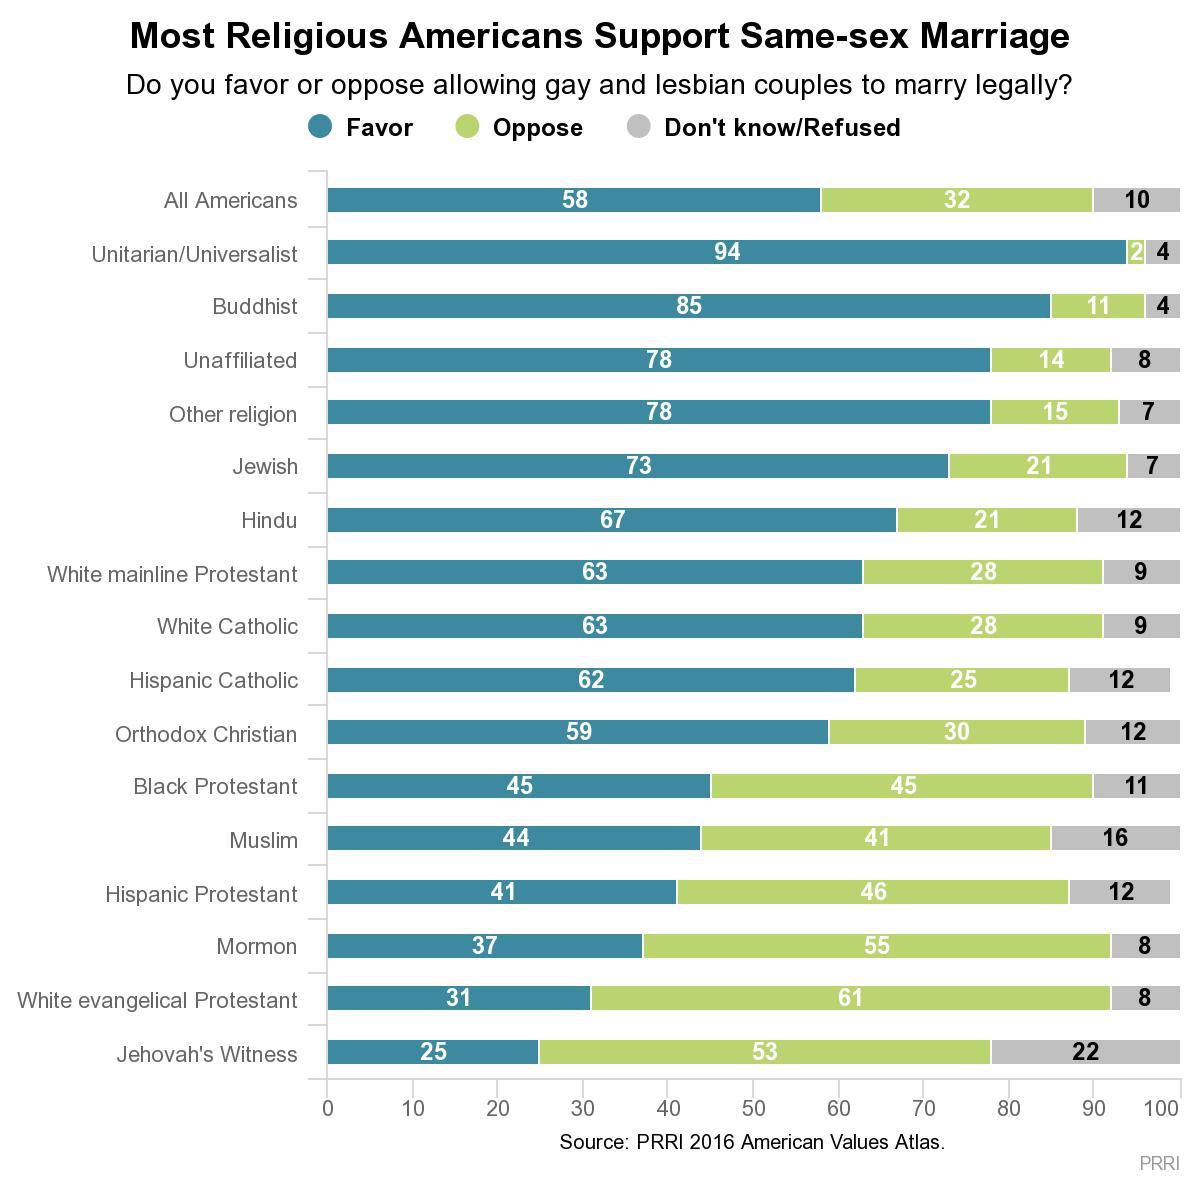 Most Religious Americans Support Same-sex Marriage
Do you favor or oppose allowing gay and lesbian couples to marry legally?
Favor Oppose Don't know/Refused
All Americans 58 32 10
Unitarian/Universalist 94 2 4
Buddhist 85 11 4
Unaffiliated 78 14 8
Other religion 78 15 7
Jewish 73 21 7
Hindu 67 21 12
White mainline Protestant 63 28 9
White Catholic 63 28 9
Hispanic Catholic 62 25 12
Orthodox Christian 59 30 12
Black Protestant 45 45 11
Muslim 44 41 16
Hispanic Protestant 41 46 12
Mormon 37 55 8
White evangelical Protestant 31 61 8
Jehovah's Witness 25 53 22
0 10 20 30 40 50 60 70 80 90 100
Source: PRRI 2016 American Values Atlas.
PRRI